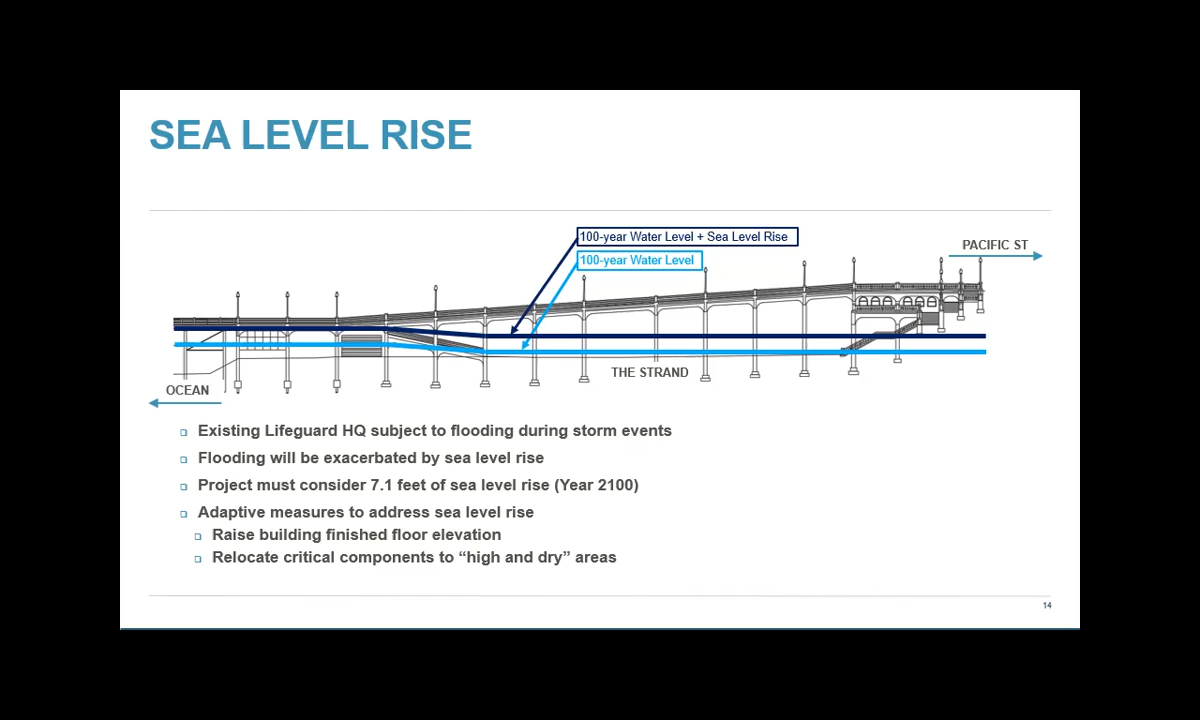 SEA LEVEL RISE
100-year Water Level + Sea Level Rise
100-year Water Level
PACIFIC ST
THE STRAND
OCEAN
Existing Lifeguard HQ subject to flooding during storm events
Flooding will be exacerbated by sea level rise
Project must consider 7.1 feet of sea level rise (Year 2100)
Adaptive measures to address sea level rise
Raise building finished floor elevation
Relocate critical components to “high and dry” areas
14